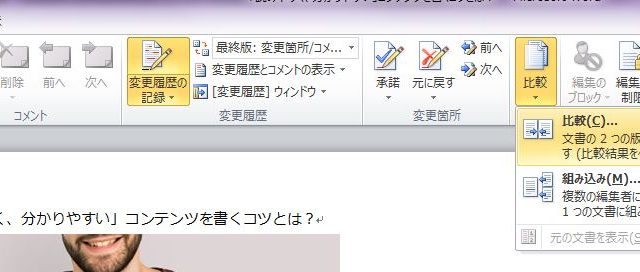 Microsoft Word
削除
前へ
次へ
コメント
変更履歴の
記録
最終版: 変更箇所/コメ...
変更履歴とコメントの表示
[変更履歴] ウィンドウ
変更履歴
承諾
元に戻す
前へ
次へ
変更箇所
比較
編集の
ブロック
編集
制限
比較(C)...
文書の 2 つの版
す (比較結果を
組み込み(M)...
複数の編集者に
1 つの文書に組み
元の文書を表示(S
く、分かりやすい」コンテンツを書くコツとは？